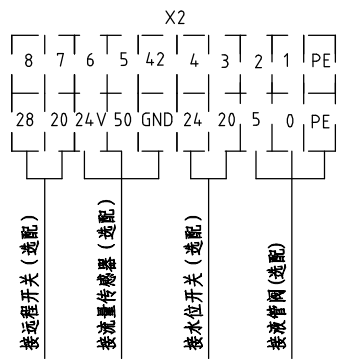 X2
8 7 6 5 42 4 3 2 1 PE
28 20 24V 50 GND 24 20 5 0 PE
接远程开关(选配)
接流量传感器(选配)
接水位开关(选配)
接液管阀(选配)